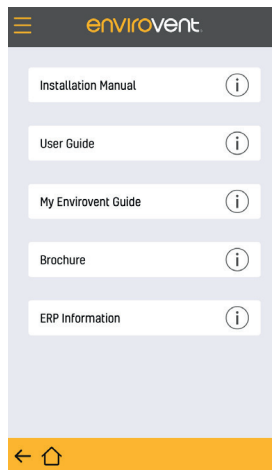 envirovent
Installation Manual
User Guide
My Envirovent Guide
Brochure
ERP Information